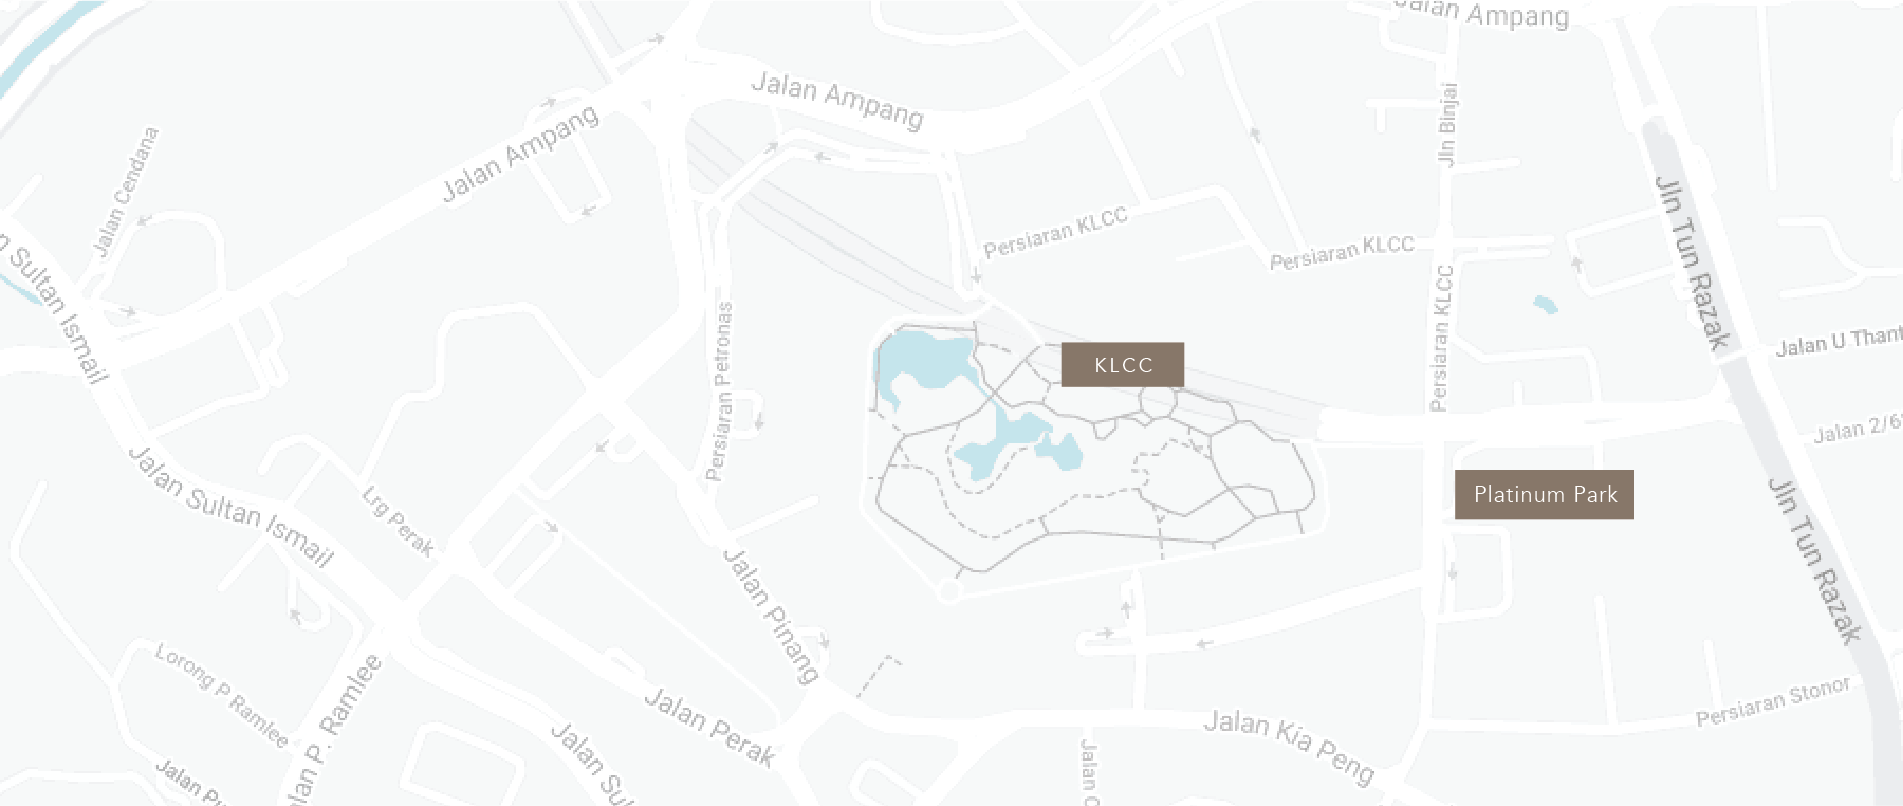 Jalan Ampang
Jalan Ampang
Jln Binjai
Jalan Ampang
Jalan Cendana
Jln Tun Razak
Persiaran KLCC
Persiaran KLCC
Sultan Ismail
Persiaran KLCC
Persiaran Petronas
Jalan U Thant
KLCC
Jalan 2/6
Jalan Sultan Ismail
Lrg Perak
Platinum Park
Jln Tun Razak
Jalan Pinang
Lorong P Ramlee
P. Ramlee
Jalan Perak
Persiaran Stonor
Jalan Kia Peng
Jalan
Jalan
Jalan